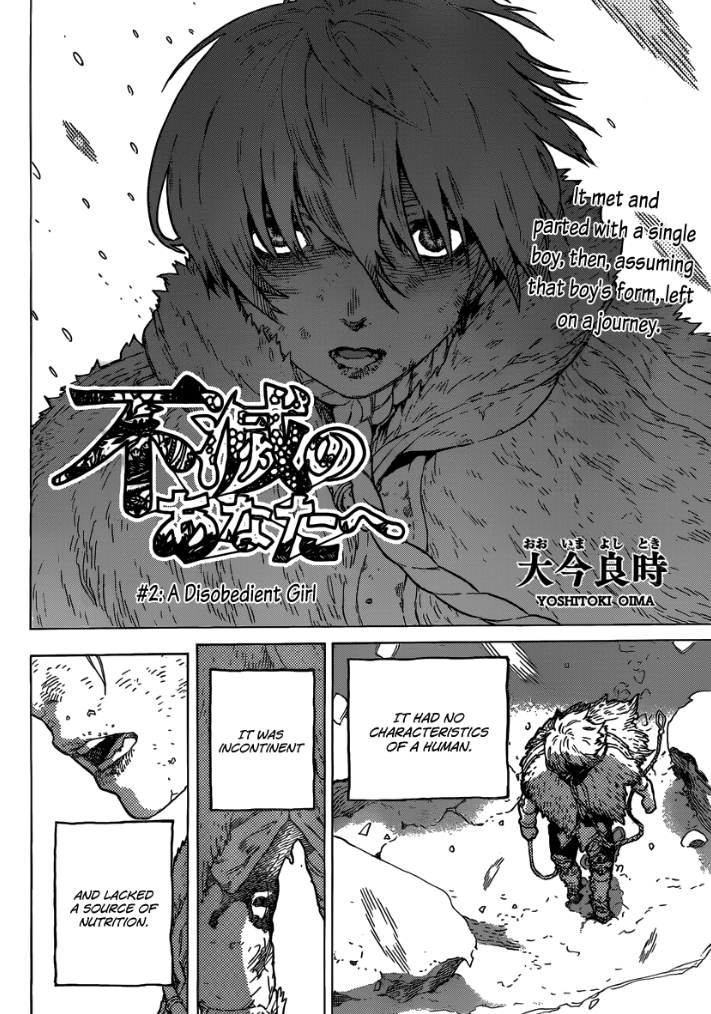 It met and
parted with a single
boy, then, assuming
that boy's form, left
on a journey.
不滅の
あなたへ
#2: A Disobedient Girl
おおいまよしとき
大今良時
YOSHITOKI OIMA
IT HAD NO
CHARACTERISTICS
OF A HUMAN.
IT WAS
INCONTINENT
AND LACKED
A SOURCE OF
NUTRITION.